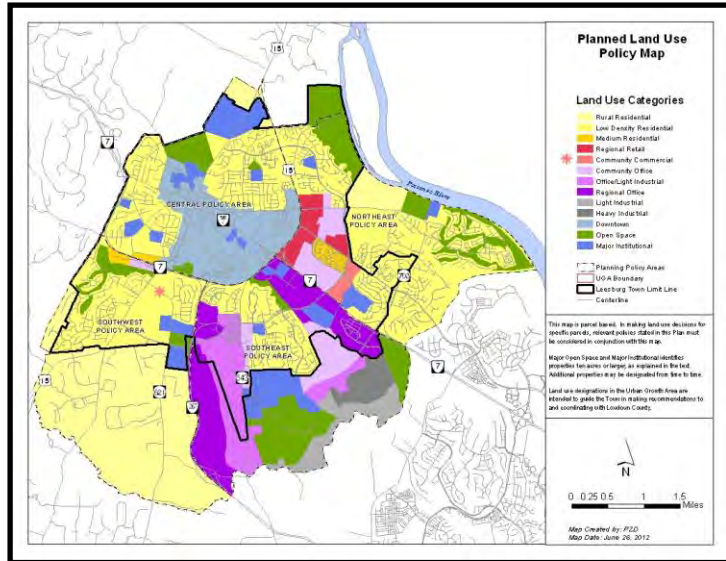 Planned Land Use
Policy Map
Land Use Categories
Rural Residential
Low Density Residential
Medium Residential
Regional Retail
Community Commercial
Community Office
Office/Light Industrial
Regional Office
Light Industrial
Heavy Industrial
Downtown
Open Space
Major Institutional
Planning Policy Areas
UGA Boundary
Leesburg Town Limit Line
Centerline
This map is parcel based. In making land use decisions for
specific parcels, relevant policies stated in this Plan must
be considered in conjunction with this map.
Major Open Space and Major Institutional identifies
properties ten acres or larger, as explained in the text.
Additional properties may be designated from time to time.
Land use designations in the Urban Growth Area are
intended to guide the Town in making recommendations to
and coordinating with Loudoun County.
N
0 0.25 0.5 1 1.5
Miles
Map Created by: PZD
Map Date: June 26, 2012
15
7
15
Potomac River
CENTRAL POLICY AREA
NORTHEAST
POLICY AREA
7
7
SOUTHWEST
POLICY AREA
SOUTHEAST
POLICY AREA
7
15
621